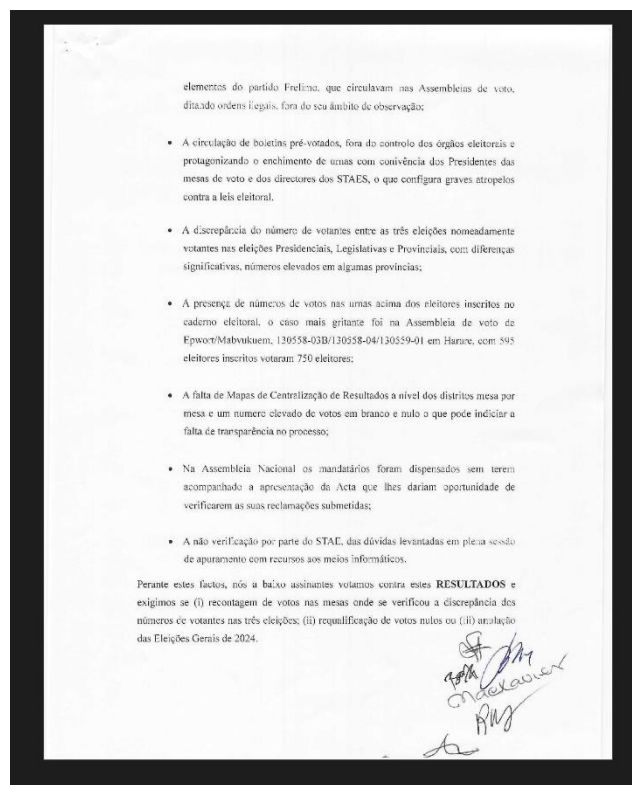 elementos do partido Frelimo, que circulavam nas Assembleias de voto,
ditando ordens ilegais, fora do seu âmbito de observação;
• A circulação de boletins pré-votados, fora do controlo dos órgãos eleitorais e
protagonizando o enchimento de urnas com conivência dos Presidentes das
mesas de voto e dos directores dos STAES, o que configura graves atropelos
contra a leis eleitoral.
• A discrepância do número de votantes entre as três eleições nomeadamente
votantes nas eleições Presidenciais, Legislativas e Provinciais, com diferenças
significativas, números elevados em algumas províncias;
• A presença de números de votos nas urnas acima dos eleitores inscritos no
caderno eleitoral, o caso mais gritante foi na Assembleia de voto de
Epwort/Mabvukuem, 130558-03B/130558-04/130559-01 em Harare, com 595
eleitores inscritos votaram 750 eleitores;
• A falta de Mapas de Centralização de Resultados a nível dos distritos mesa por
mesa e um numero elevado de votos em branco e nulo o que pode indiciar a
falta de transparência no processo;
• Na Assembleia Nacional os mandatários foram dispensados sem terem
acompanhado a apresentação da Acta que lhes dariam oportunidade de
verificarem as suas reclamações submetidas;
• A não verificação por parte do STAE, das dúvidas levantadas em plena sessão
de apuramento com recursos aos meios informáticos.
Perante estes factos, nós a baixo assinantes votamos contra estes RESULTADOS e
exigimos se (i) recontagem de votos nas mesas onde se verificou a discrepância dos
números de votantes nas três eleições; (ii) requalificação de votos nulos ou (iii) anulação
das Eleições Gerais de 2024.